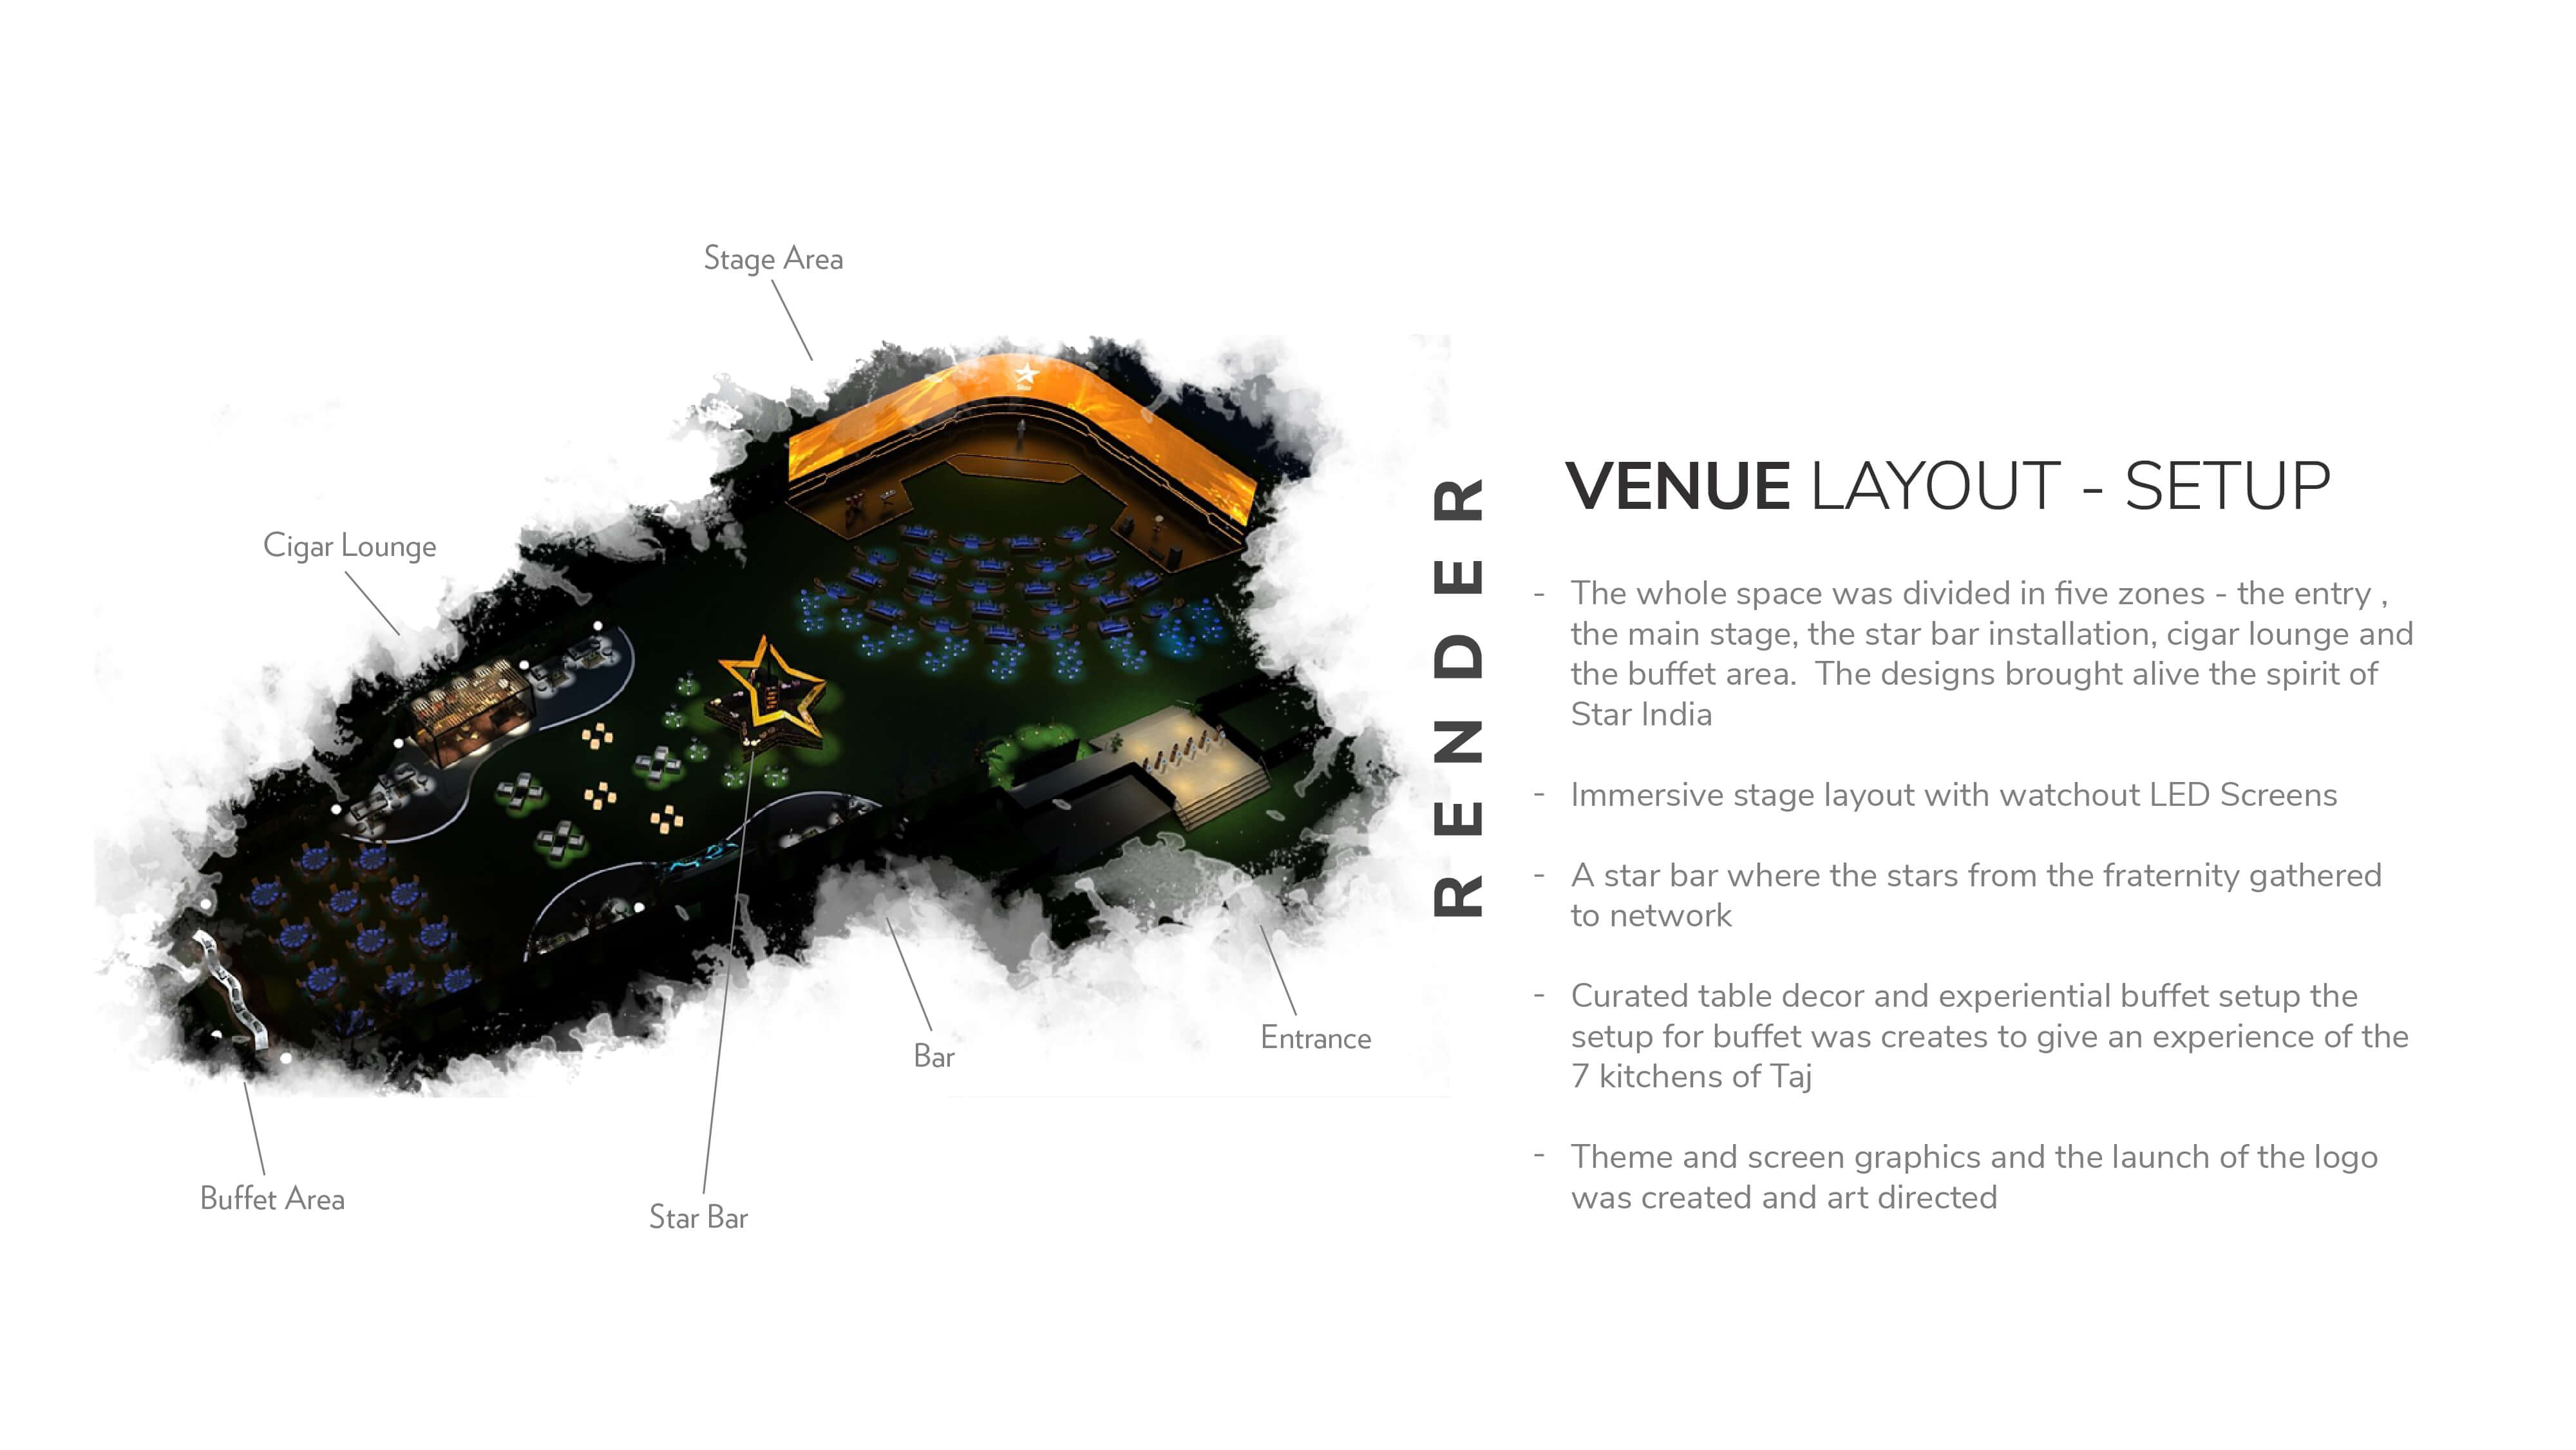 Stage Area
Cigar Lounge
Star
Bar
Entrance
Buffet Area
Star Bar
RENDER
VENUE LAYOUT - SETUP
- The whole space was divided in five zones - the entry ,
the main stage, the star bar installation, cigar lounge and
the buffet area.  The designs brought alive the spirit of
Star India
- Immersive stage layout with watchout LED Screens
- A star bar where the stars from the fraternity gathered
to network
- Curated table decor and experiential buffet setup the
setup for buffet was creates to give an experience of the
7 kitchens of Taj
- Theme and screen graphics and the launch of the logo
was created and art directed